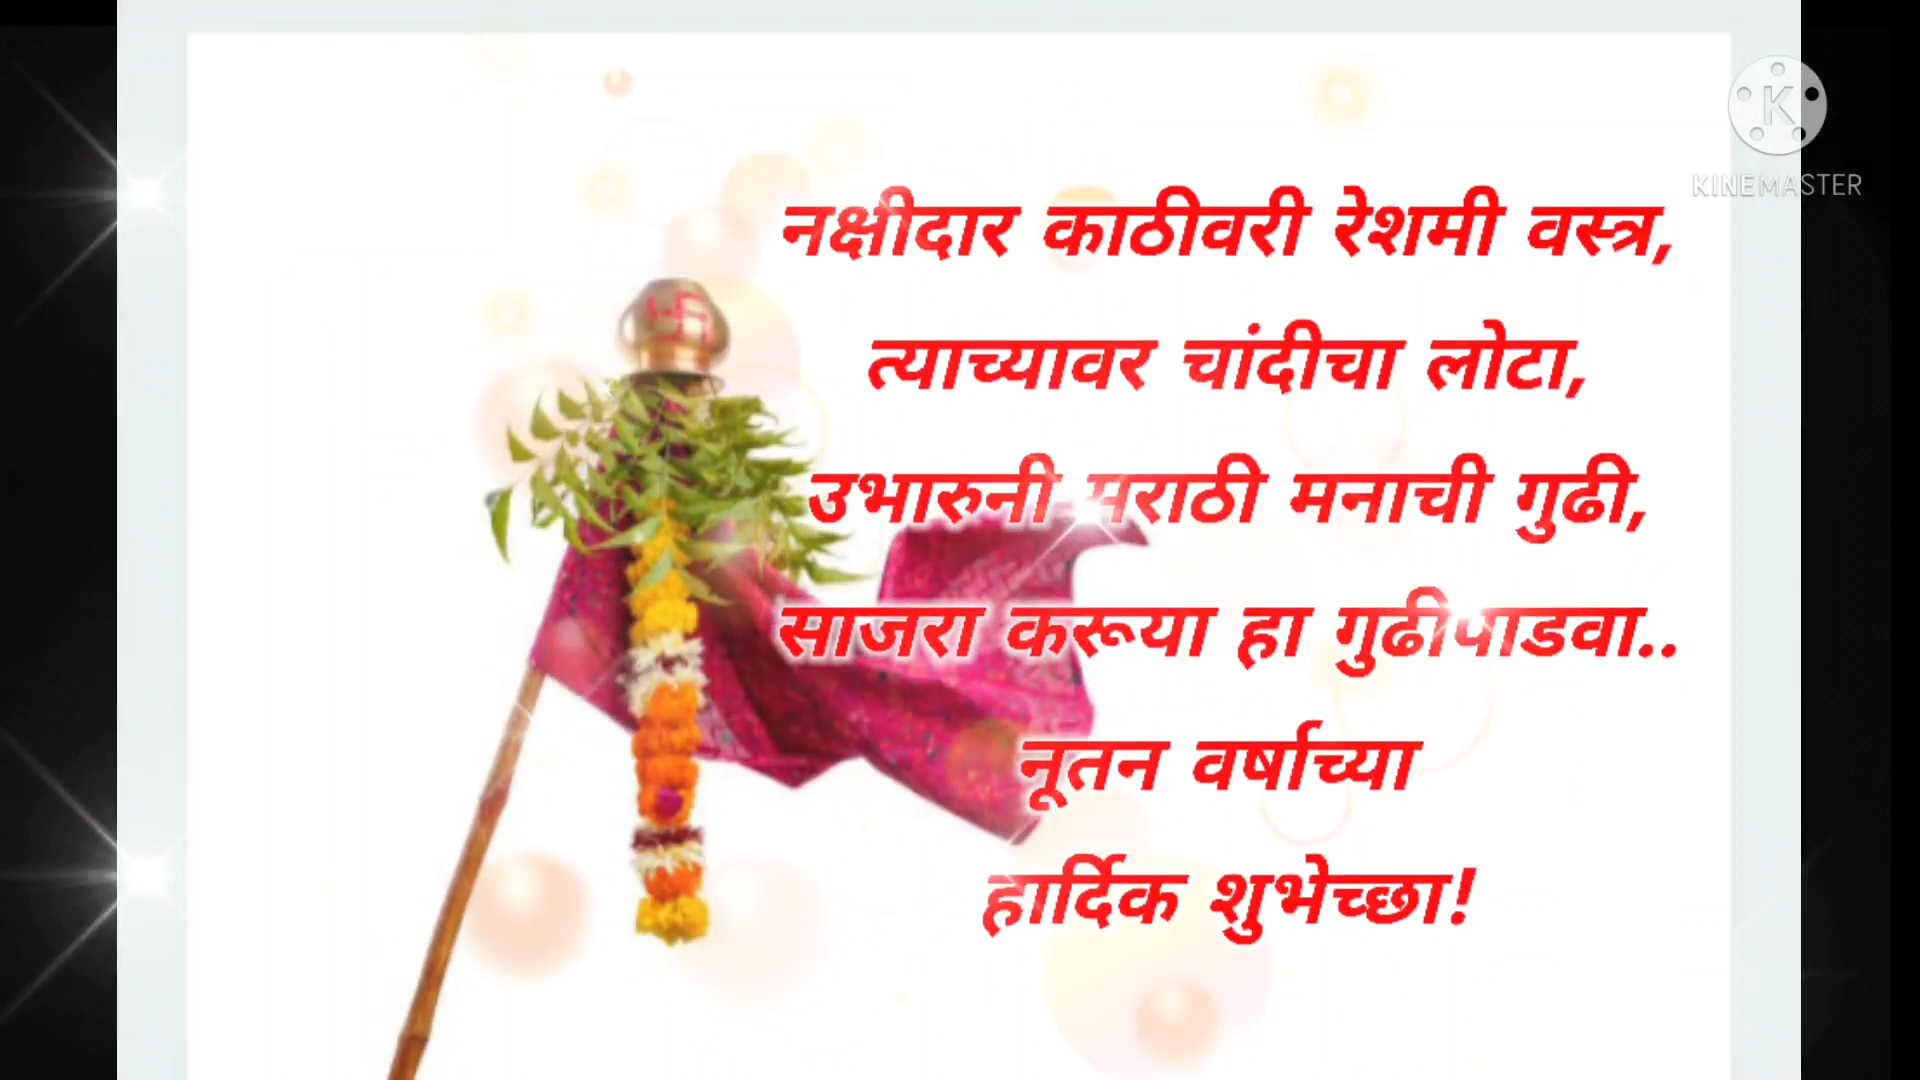 नक्षीदार काठीवरी रेशमी वस्त्र,
त्याच्यावर चांदीचा लोटा,
उभारुनी मराठी मनाची गुढी,
साजरा करूया हा गुढीपाडवा..
नूतन वर्षाच्या
हार्दिक शुभेच्छा!
K
KINEMASTER